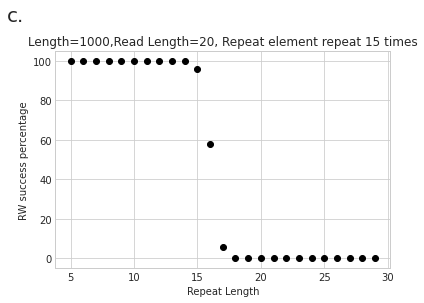 c.
Length=1000,Read Length=20, Repeat element repeat 15 times
100
80
60
40
20
0
RW success percentage
5 10 15 20 25 30
Repeat Length